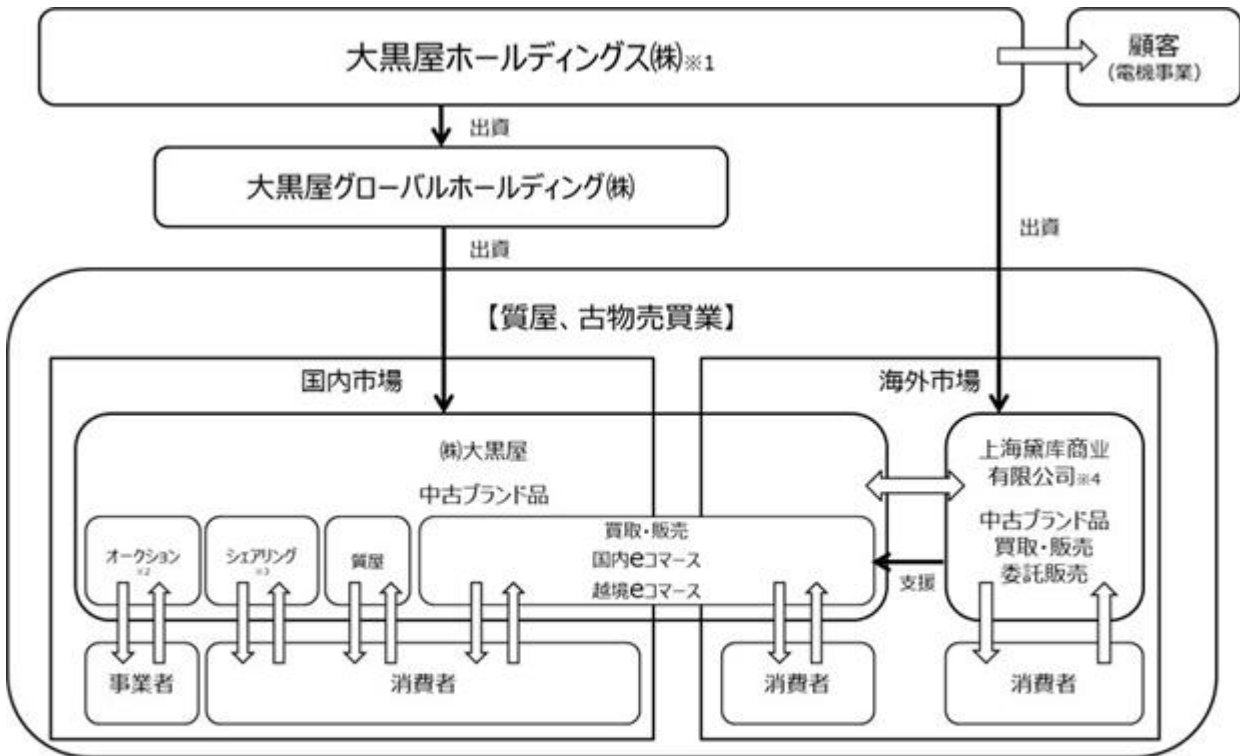 大黒屋ホールディングス㈱※1
顧客
(電機事業)
出資
大黒屋グローバルホールディング㈱
出資
出資
【質屋、古物売買業】
国内市場
海外市場
㈱大黒屋
中古ブランド品
オークション
※2
シェアリング
※3
質屋
買取・販売
国内eコマース
越境eコマース
上海黛库商业
有限公司※4
中古ブランド品
買取・販売
委託販売
支援
事業者
消費者
消費者
消費者